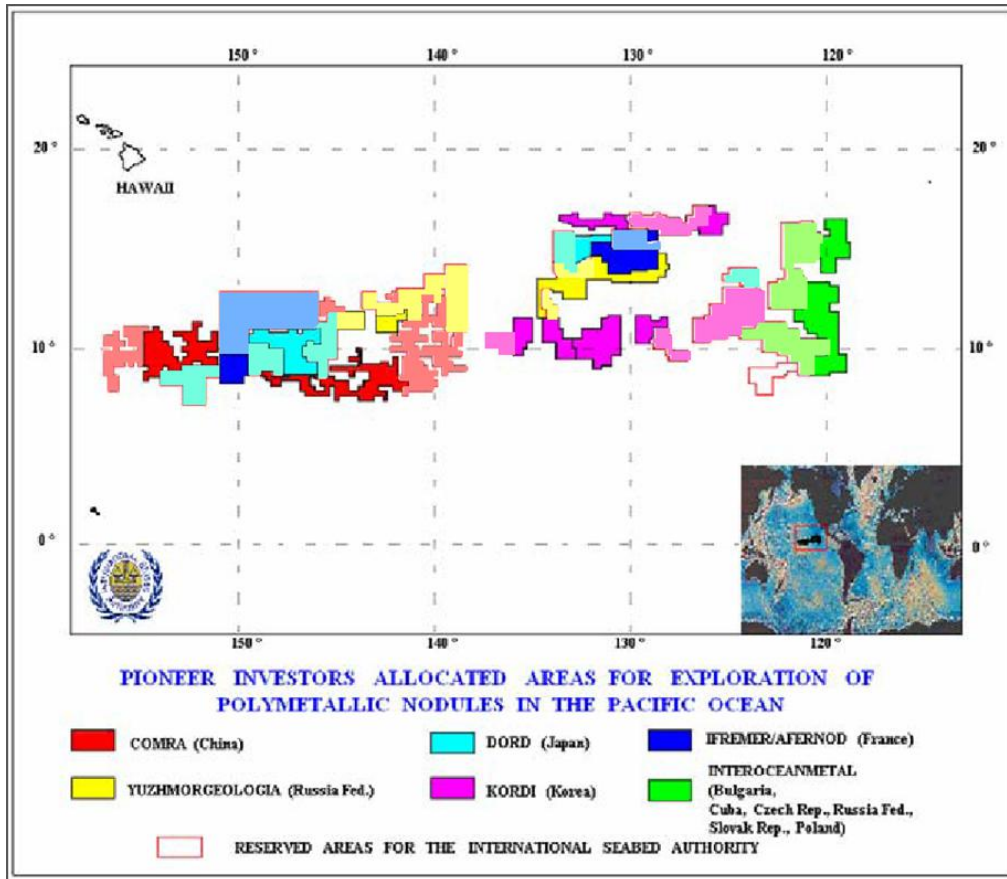 150 °
140 °
130 °
120 °
20 °
20 °
HAWAII
10 °
10 °
0 °
0 °
150 °
140 °
130 °
120 °
PIONEER INVESTORS ALLOCATED AREAS FOR EXPLORATION OF
POLYMETALLIC NODULES IN THE PACIFIC OCEAN
COMRA (China)
DORD (Japan)
IFREMER/AFERNOD (France)
YUZHMORGEOLOGIA (Russia Fed.)
KORDI (Korea)
INTEROCEANMETAL
(Bulgaria,
Cuba, Czech Rep., Russia Fed.,
Slovak Rep., Poland)
RESERVED AREAS FOR THE INTERNATIONAL SEABED AUTHORITY